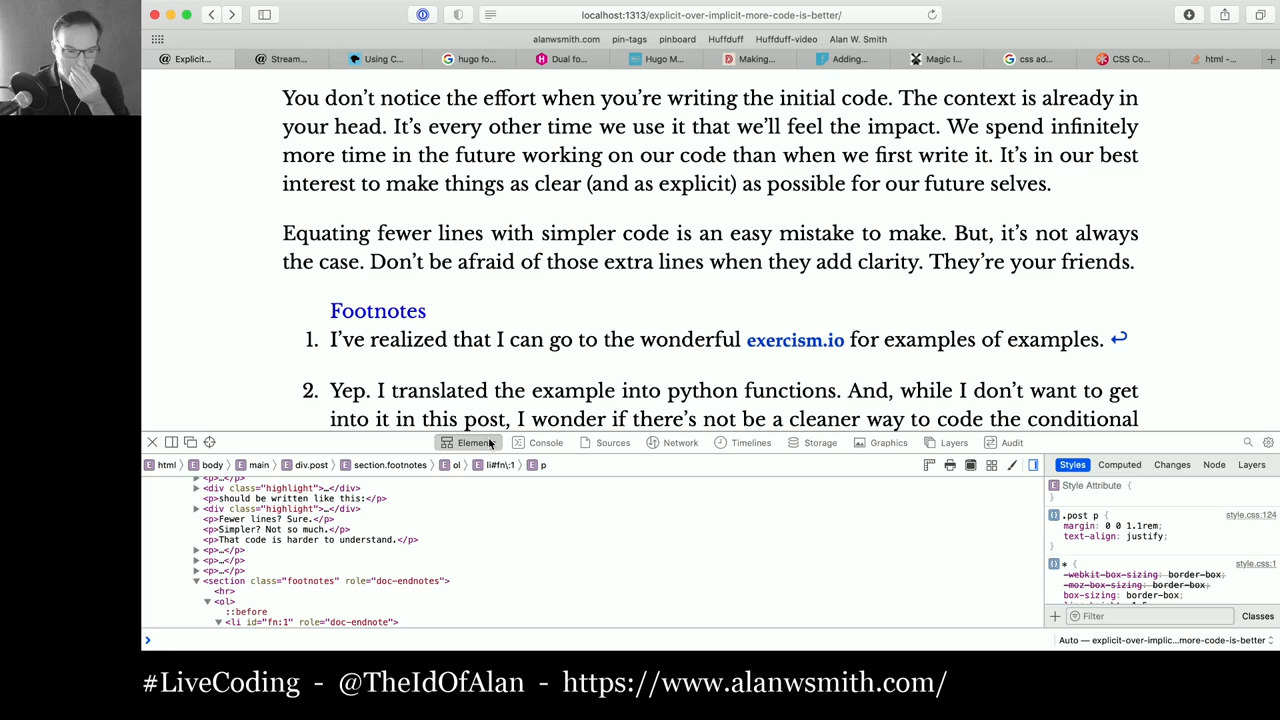 localhost:1313/explicit-over-implicit-more-code-is-better/
alanwsmith.com pin-tags pinboard Huffduff Huffduff-video Alan W. Smith
Explicit... Stream... Using C... hugo fo... Dual fo... Hugo M... Making... Adding... Magic I... css ad... CSS Co... html -...
You don't notice the effort when you're writing the initial code. The context is already in
your head. It's every other time we use it that we'll feel the impact. We spend infinitely
more time in the future working on our code than when we first write it. It's in our best
interest to make things as clear (and as explicit) as possible for our future selves.
Equating fewer lines with simpler code is an easy mistake to make. But, it's not always
the case. Don't be afraid of those extra lines when they add clarity. They're your friends.
Footnotes
1. I've realized that I can go to the wonderful exercism.io for examples of examples. ↩
2. Yep. I translated the example into python functions. And, while I don't want to get
into it in this post, I wonder if there's not be a cleaner way to code the conditional
Elements Console Sources Network Timelines Storage Graphics Layers Audit
E html E body E main E div.post E section.footnotes E ol E li#fn\:1 E p
Styles Computed Changes Node Layers
<p>…</p>
<div class="highlight">…</div>
<p>should be written like this:</p>
<div class="highlight">…</div>
<p>Fewer lines? Sure.</p>
<p>Simpler? Not so much.</p>
<p>That code is harder to understand.</p>
<p>…</p>
<p>…</p>
<p>…</p>
<section class="footnotes" role="doc-endnotes">
<hr>
<ol>
::before
<li id="fn:1" role="doc-endnote">
E Style Attribute {
}
.post p { style.css:124
margin: 0 0 1.1rem;
text-align: justify;
}
* { style.css:1
-webkit-box-sizing: border-box;
-moz-box-sizing: border-box;
box-sizing: border-box;
Filter Classes
Auto — explicit-over-implic...more-code-is-better
#LiveCoding - @TheIdOfAlan - https://www.alanwsmith.com/